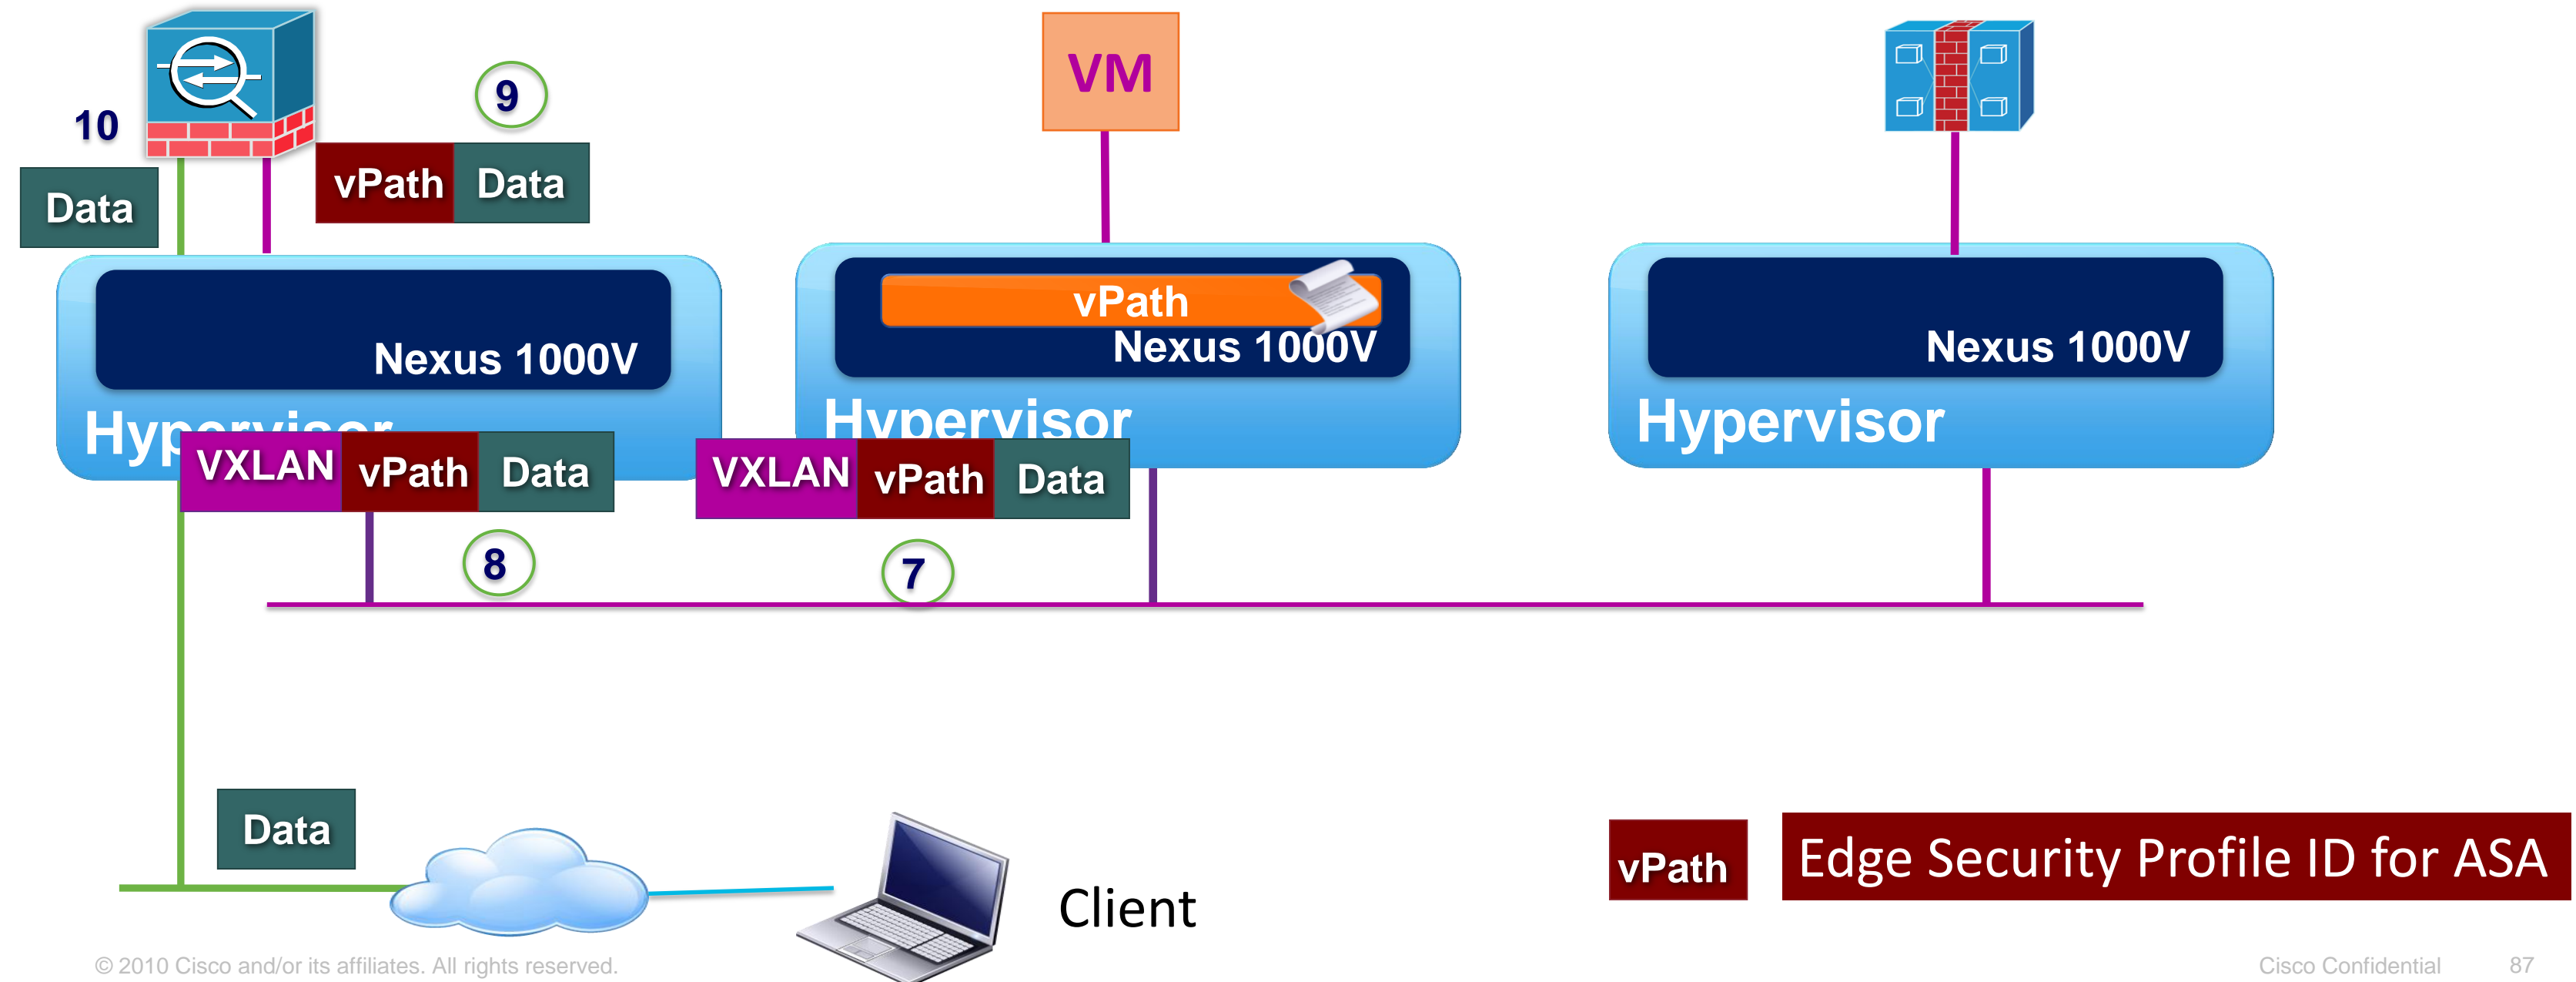 9
VM
10
vPath Data
Data
vPath
Nexus 1000V
Nexus 1000V
Nexus 1000V
Hypervisor
Hypervisor
Hypervisor
VXLAN vPath Data
VXLAN vPath Data
8
7
Data
Client
vPath
Edge Security Profile ID for ASA
© 2010 Cisco and/or its affiliates. All rights reserved.
Cisco Confidential
87